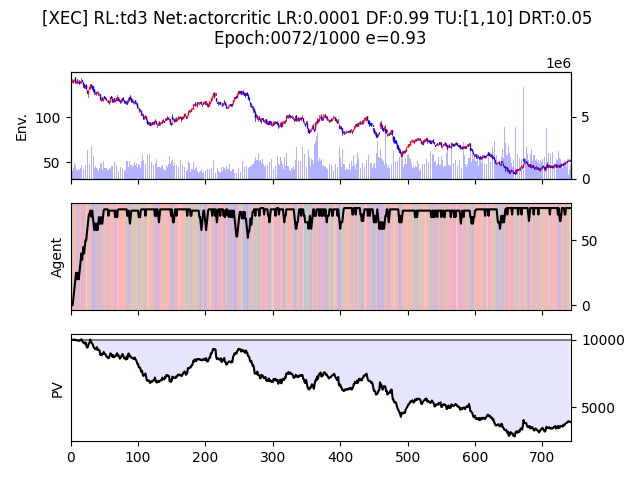 [XEC] RL:td3 Net:actorcritic LR:0.0001 DF:0.99 TU:[1,10] DRT:0.05
Epoch:0072/1000 e=0.93
1e6
Env.
100
50
5
0
Agent
50
0
PV
10000
5000
0 100 200 300 400 500 600 700